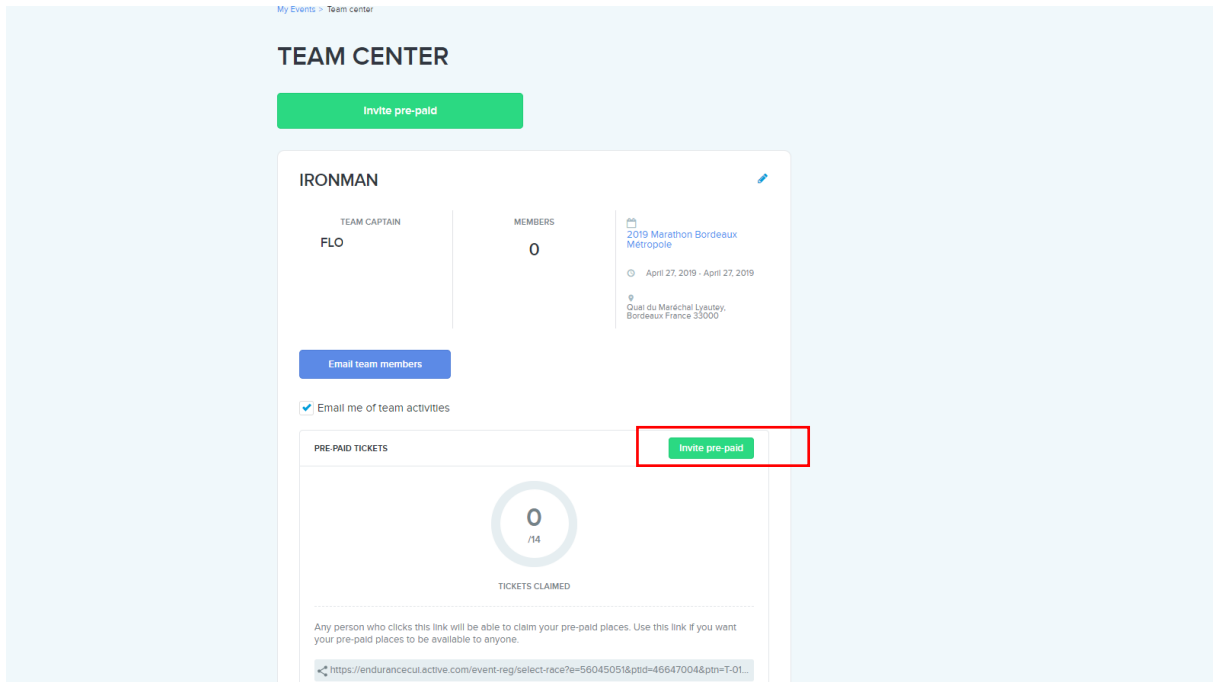 My Events > Team center
TEAM CENTER
Invite pre-paid
IRONMAN
TEAM CAPTAIN
FLO
MEMBERS
0
2019 Marathon Bordeaux
Métropole
April 27, 2019 - April 27, 2019
Quai du Maréchal Lyautey,
Bordeaux France 33000
Email team members
Email me of team activities
PRE-PAID TICKETS
Invite pre-paid
0
/14
TICKETS CLAIMED
Any person who clicks this link will be able to claim your pre-paid places. Use this link if you want
your pre-paid places to be available to anyone.
https://endurancecui.active.com/event-reg/select-race?e=56045051&ptid=46647004&ptn=T-01...